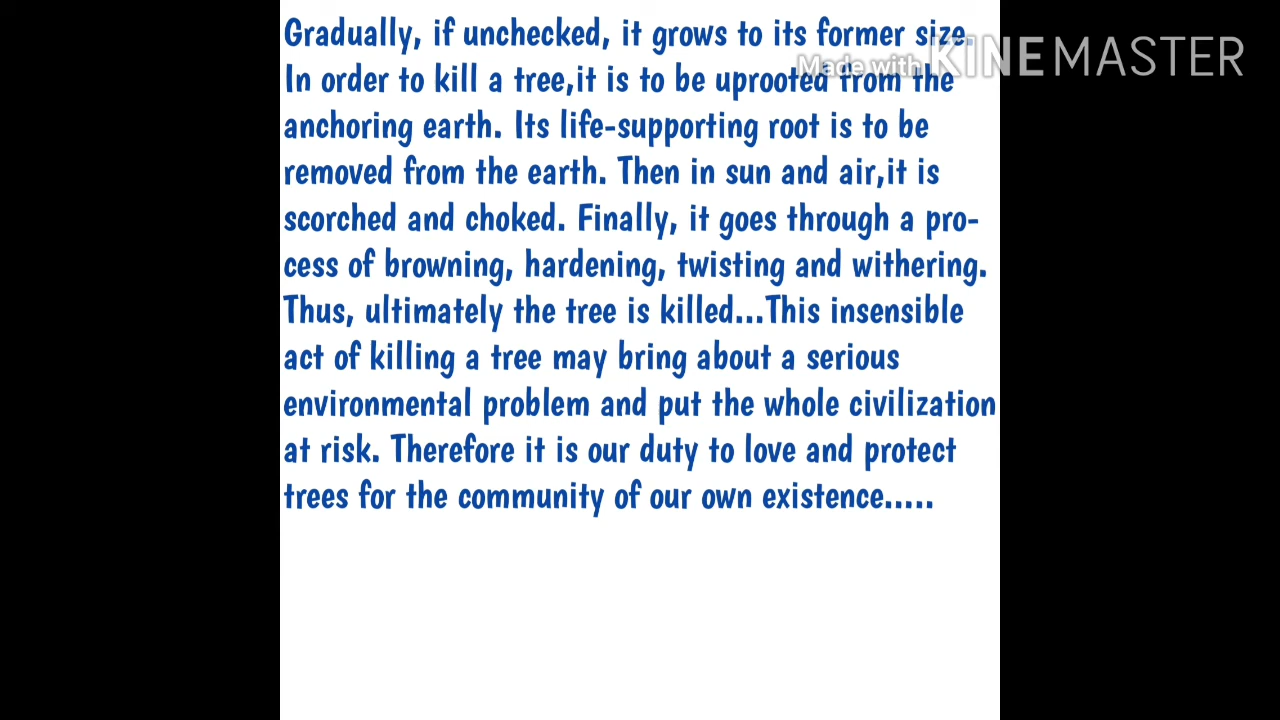 Gradually, if unchecked, it grows to its former size.
In order to kill a tree,it is to be uprooted from the
anchoring earth. Its life-supporting root is to be
removed from the earth. Then in sun and air,it is
scorched and choked. Finally, it goes through a pro-
cess of browning, hardening, twisting and withering.
Thus, ultimately the tree is killed...This insensible
act of killing a tree may bring about a serious
environmental problem and put the whole civilization
at risk. Therefore it is our duty to love and protect
trees for the community of our own existence.....
Made with KINEMASTER